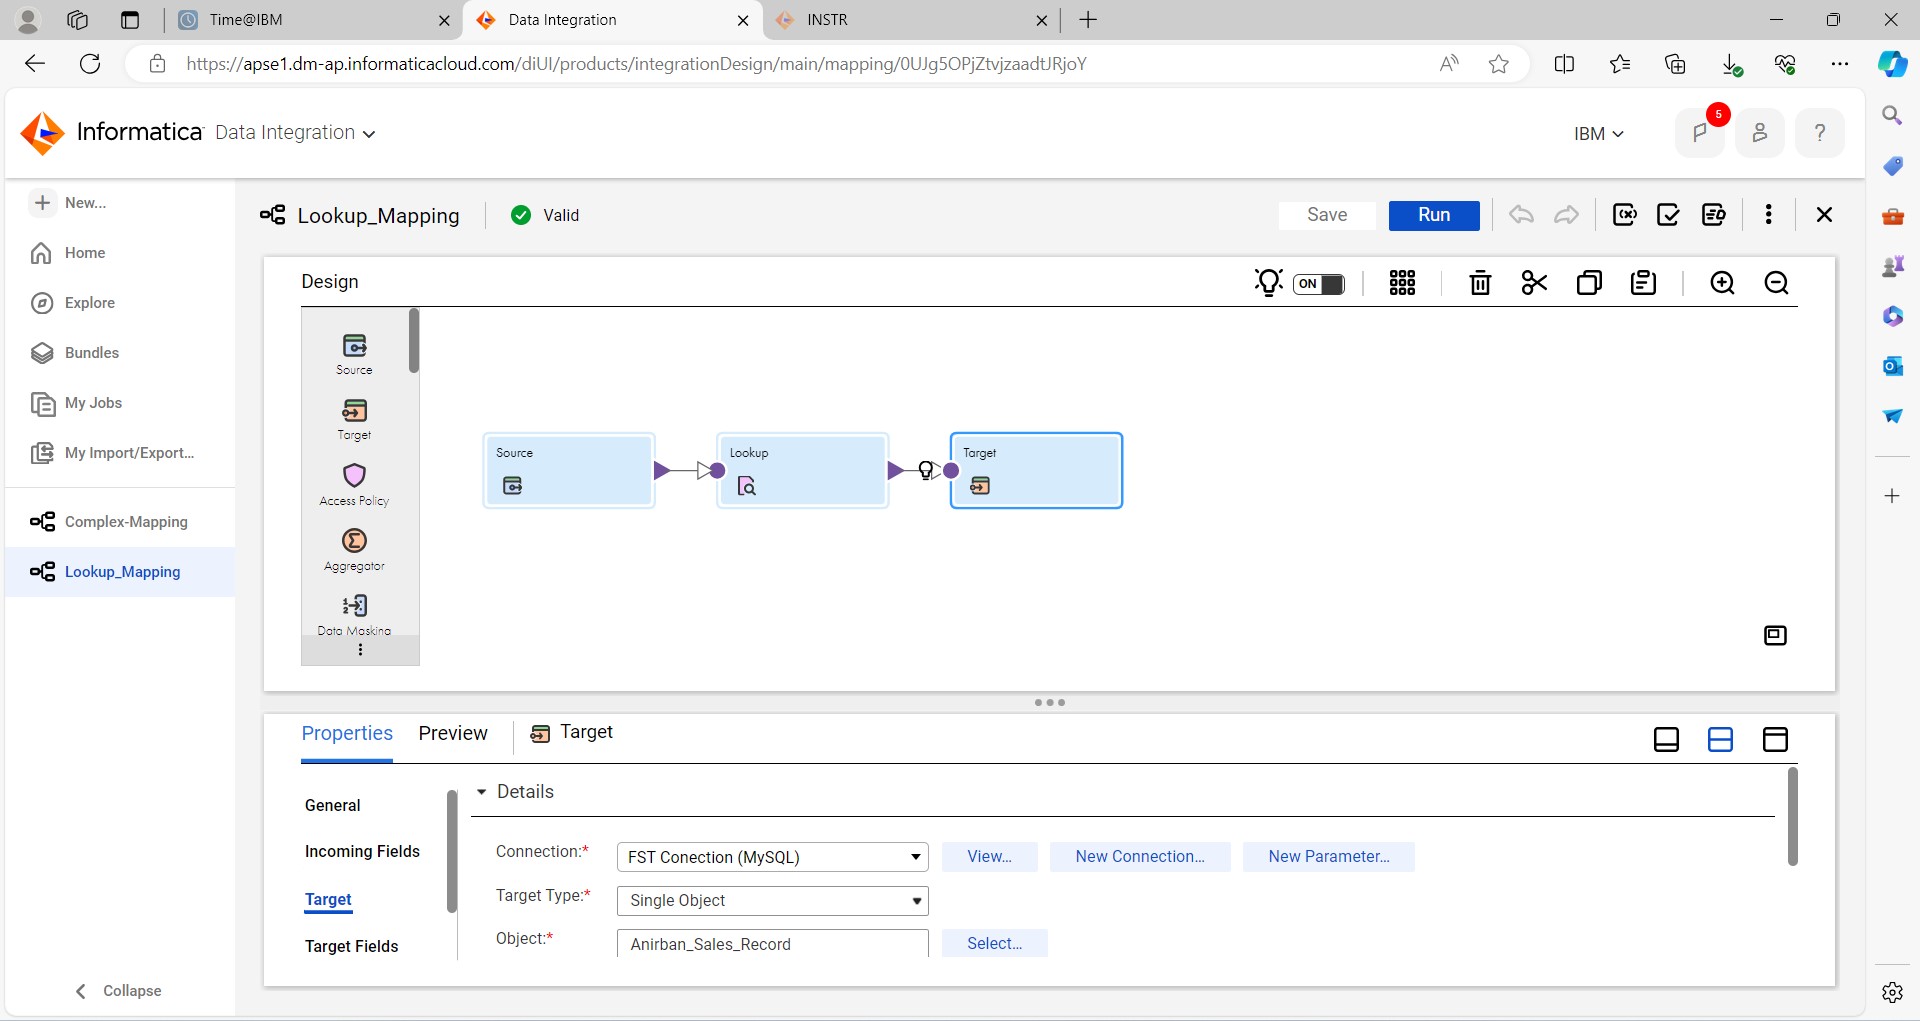 Time@IBM
Data Integration
INSTR
https://apse1.dm-ap.informaticacloud.com/diUI/products/integrationDesign/main/mapping/0UJg5OPjZtvjzaadtJRjoY
Informatica Data Integration
IBM
5
?
New...
Home
Explore
Bundles
My Jobs
My Import/Export...
Complex-Mapping
Lookup_Mapping
Collapse
Lookup_Mapping
Valid
Save
Run
Design
ON
Source
Target
Access Policy
Aggregator
Data Masking
Source
Lookup
Target
Properties
Preview
Target
General
Incoming Fields
Target
Target Fields
Details
Connection:* FST Conection (MySQL) View... New Connection... New Parameter...
Target Type:* Single Object
Object:* Anirban_Sales_Record Select...